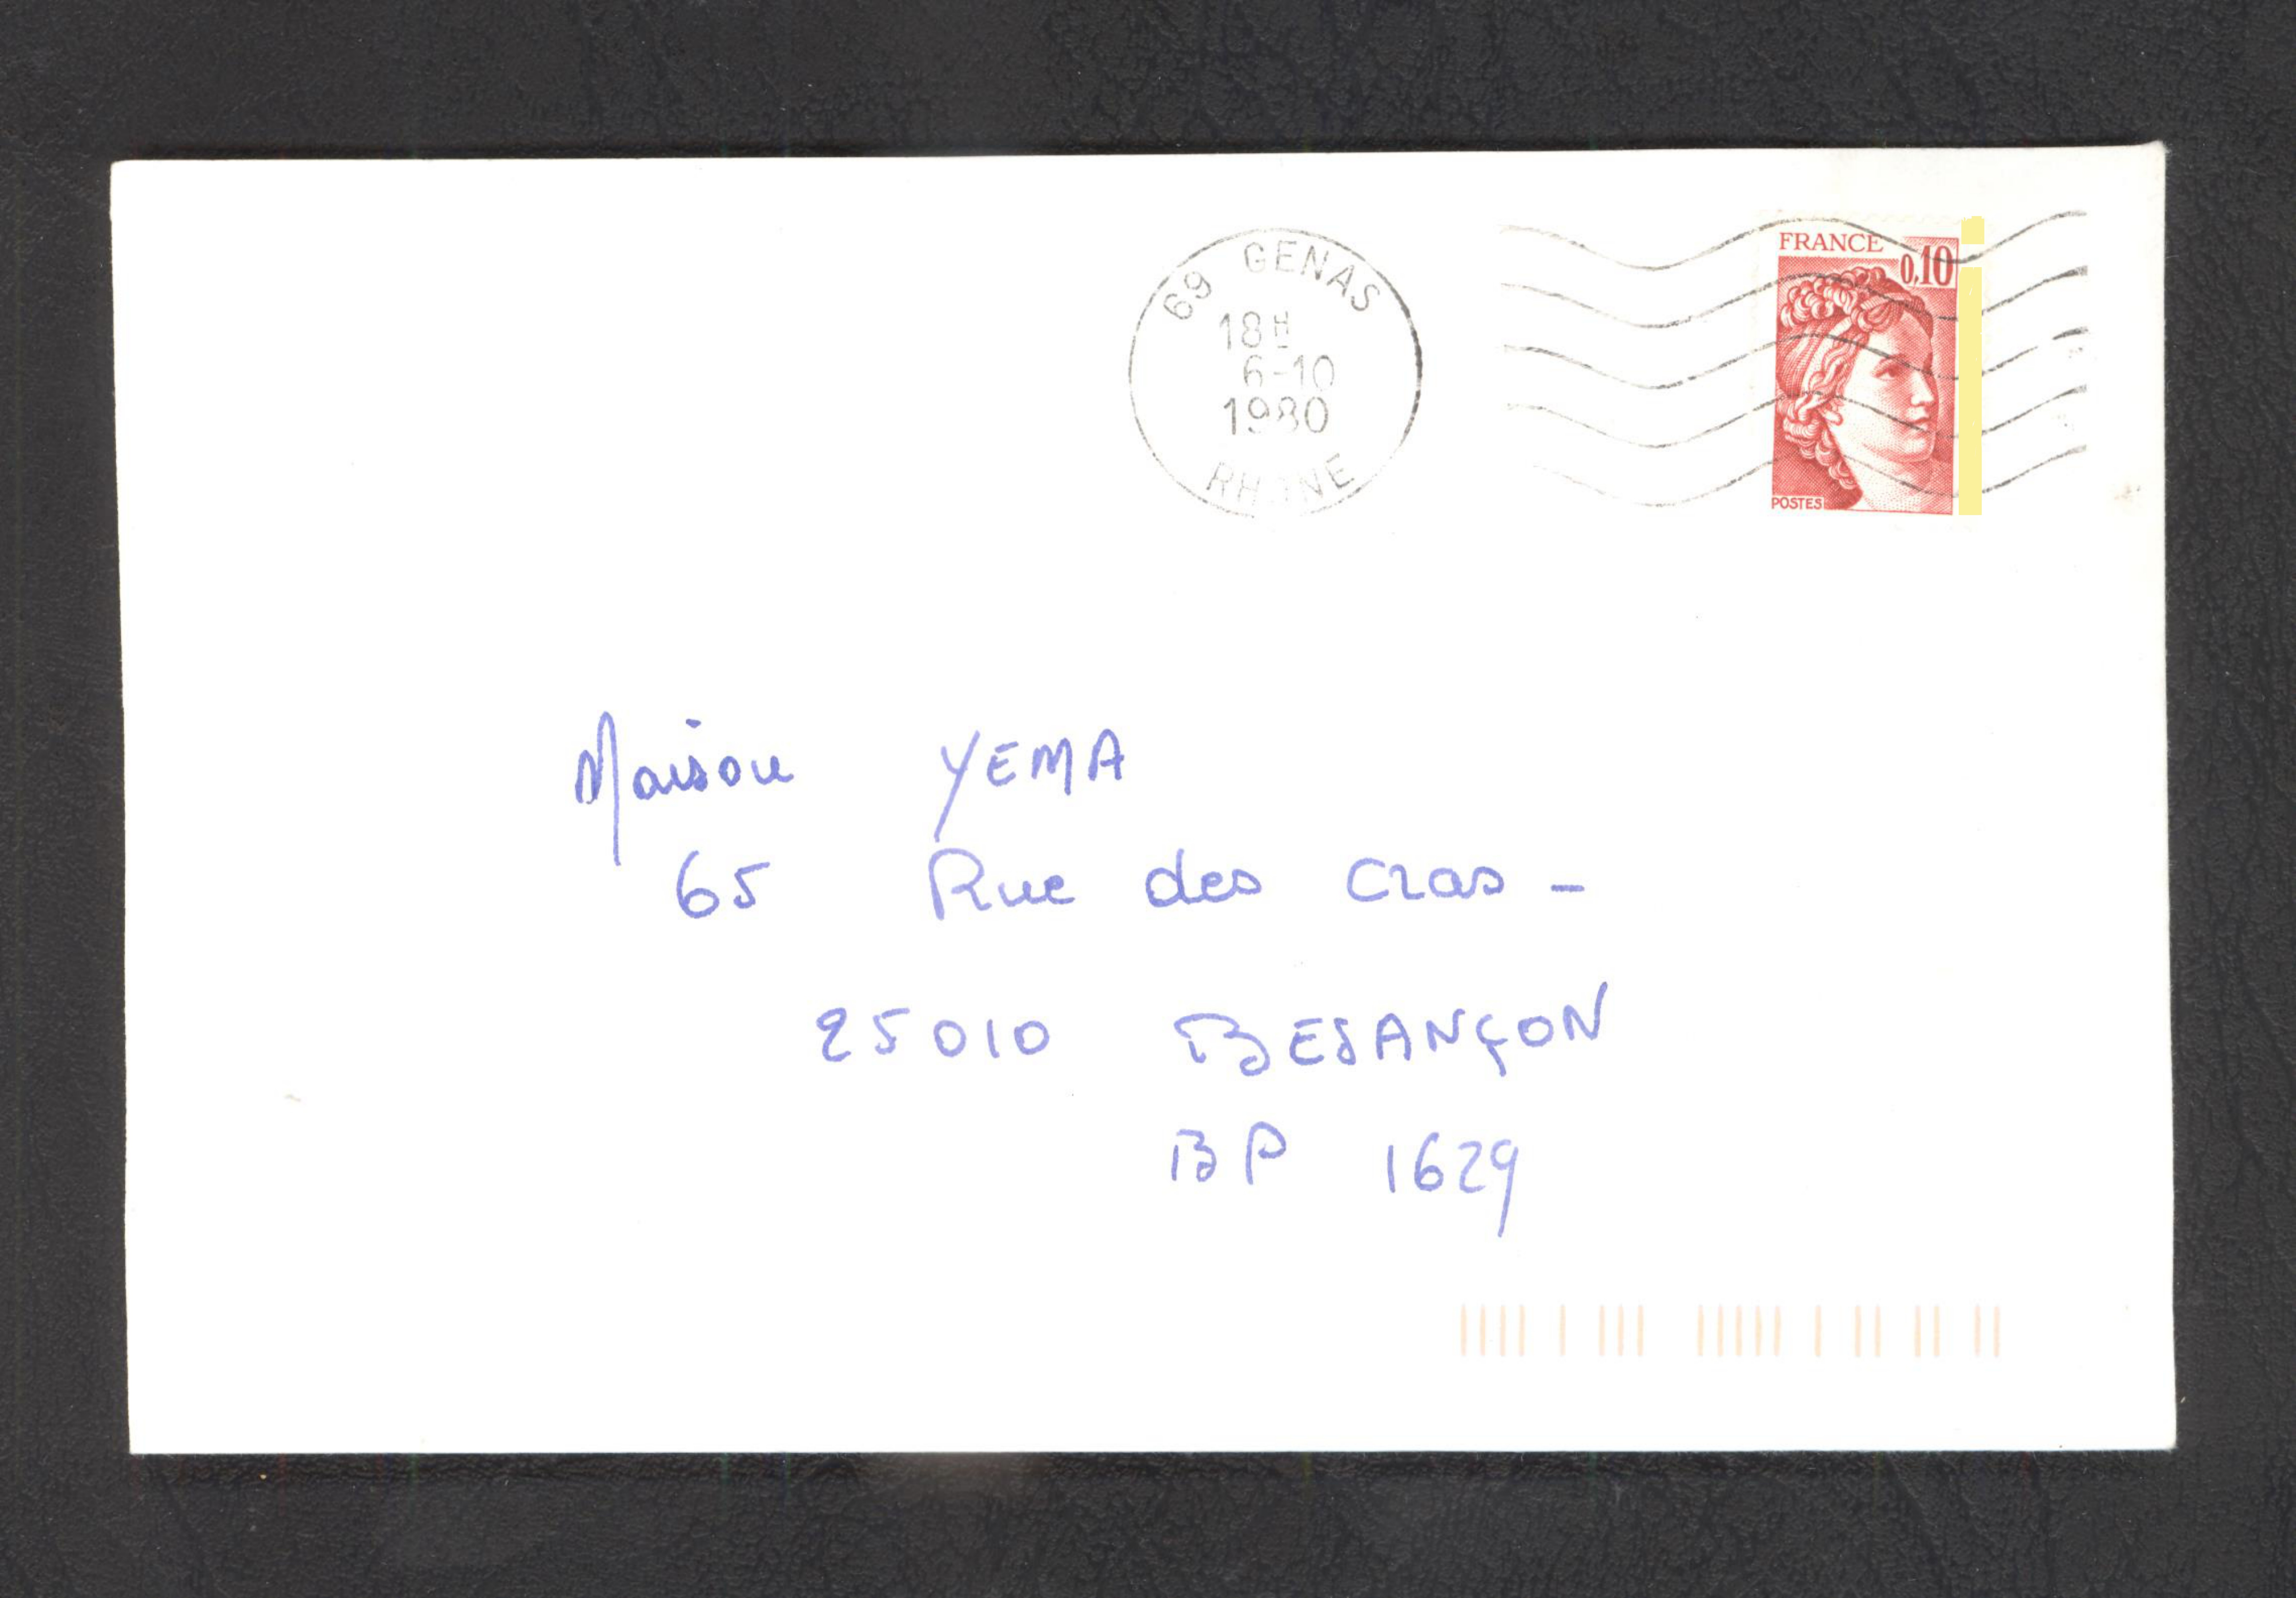 69 GENAS
18H
6-10
1980
RHONE
FRANCE
0,10
POSTES
Maison YEMA
65 Rue des Cras -
25010 BESANÇON
BP 1629